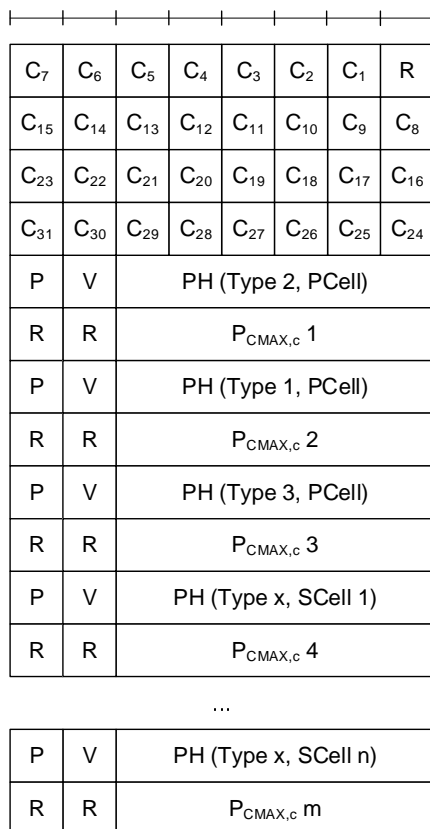 C7 C6 C5 C4 C3 C2 C1 R
C15 C14 C13 C12 C11 C10 C9 C8
C23 C22 C21 C20 C19 C18 C17 C16
C31 C30 C29 C28 C27 C26 C25 C24
P V PH (Type 2, PCell)
R R PCMAX,c 1
P V PH (Type 1, PCell)
R R PCMAX,c 2
P V PH (Type 3, PCell)
R R PCMAX,c 3
P V PH (Type x, SCell 1)
R R PCMAX,c 4
...
P V PH (Type x, SCell n)
R R PCMAX,c m